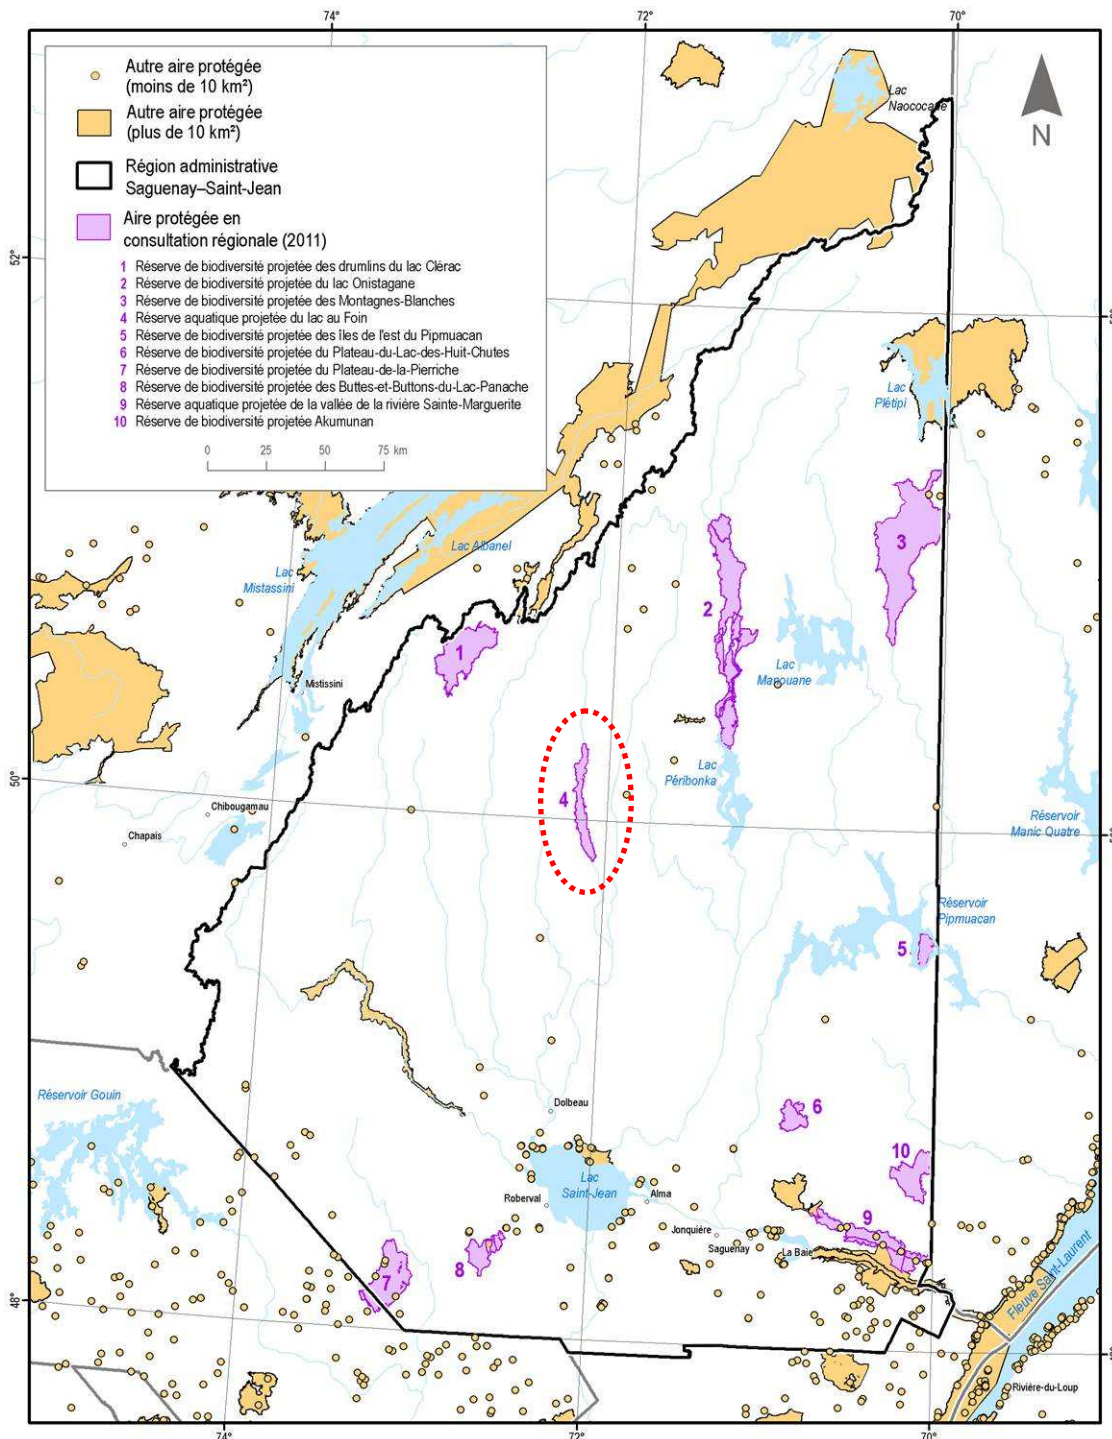 74°
72°
70°
Autre aire protégée
(moins de 10 km²)
Autre aire protégée
(plus de 10 km²)
Région administrative
Saguenay–Saint-Jean
Aire protégée en
consultation régionale (2011)
1 Réserve de biodiversité projetée des drumlins du lac Clérac
2 Réserve de biodiversité projetée du lac Onistagane
3 Réserve de biodiversité projetée des Montagnes-Blanches
4 Réserve aquatique projetée du lac au Foin
5 Réserve de biodiversité projetée des îles de l'est du Pipmuacan
6 Réserve de biodiversité projetée du Plateau-du-Lac-des-Huit-Chutes
7 Réserve de biodiversité projetée du Plateau-de-la-Pierriche
8 Réserve de biodiversité projetée des Buttes-et-Buttons-du-Lac-Panache
9 Réserve aquatique projetée de la vallée de la rivière Sainte-Marguerite
10 Réserve de biodiversité projetée Akumunan
0 25 50 75 km
N
Lac
Naococane
52°
Lac
Plétipi
Lac Albanel
Lac
Mistassini
3
2
1
Lac
Manouane
Mistissini
Lac
Péribonka
50°
4
Chibougamau
Chapais
Réservoir
Manic Quatre
Réservoir
Pipmuacan
5
Réservoir Gouin
Dolbeau
6
10
Lac
Saint-Jean
Roberval
Alma
9
Jonquière
Saguenay
La Baie
8
7
48°
Fleuve Saint-Laurent
Rivière-du-Loup
74°
72°
70°